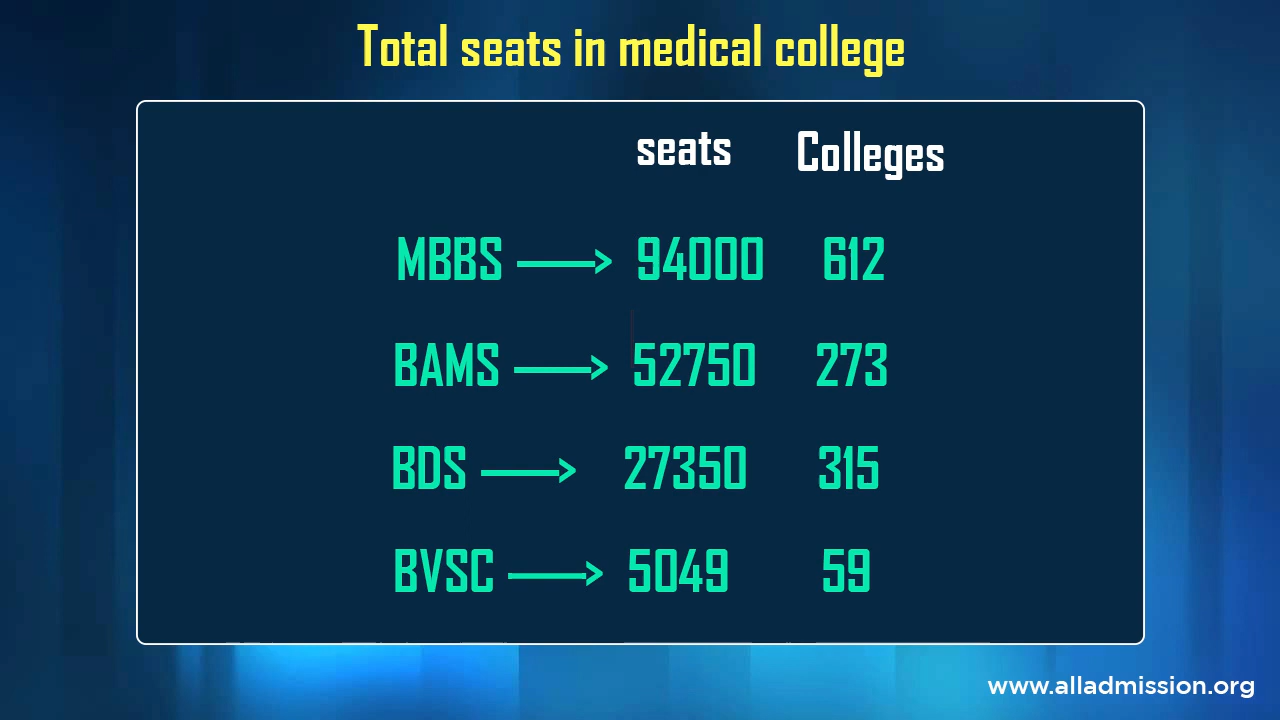 Total seats in medical college
seats Colleges
MBBS → 94000 612
BAMS → 52750 273
BDS → 27350 315
BVSC → 5049 59
www.alladmission.org